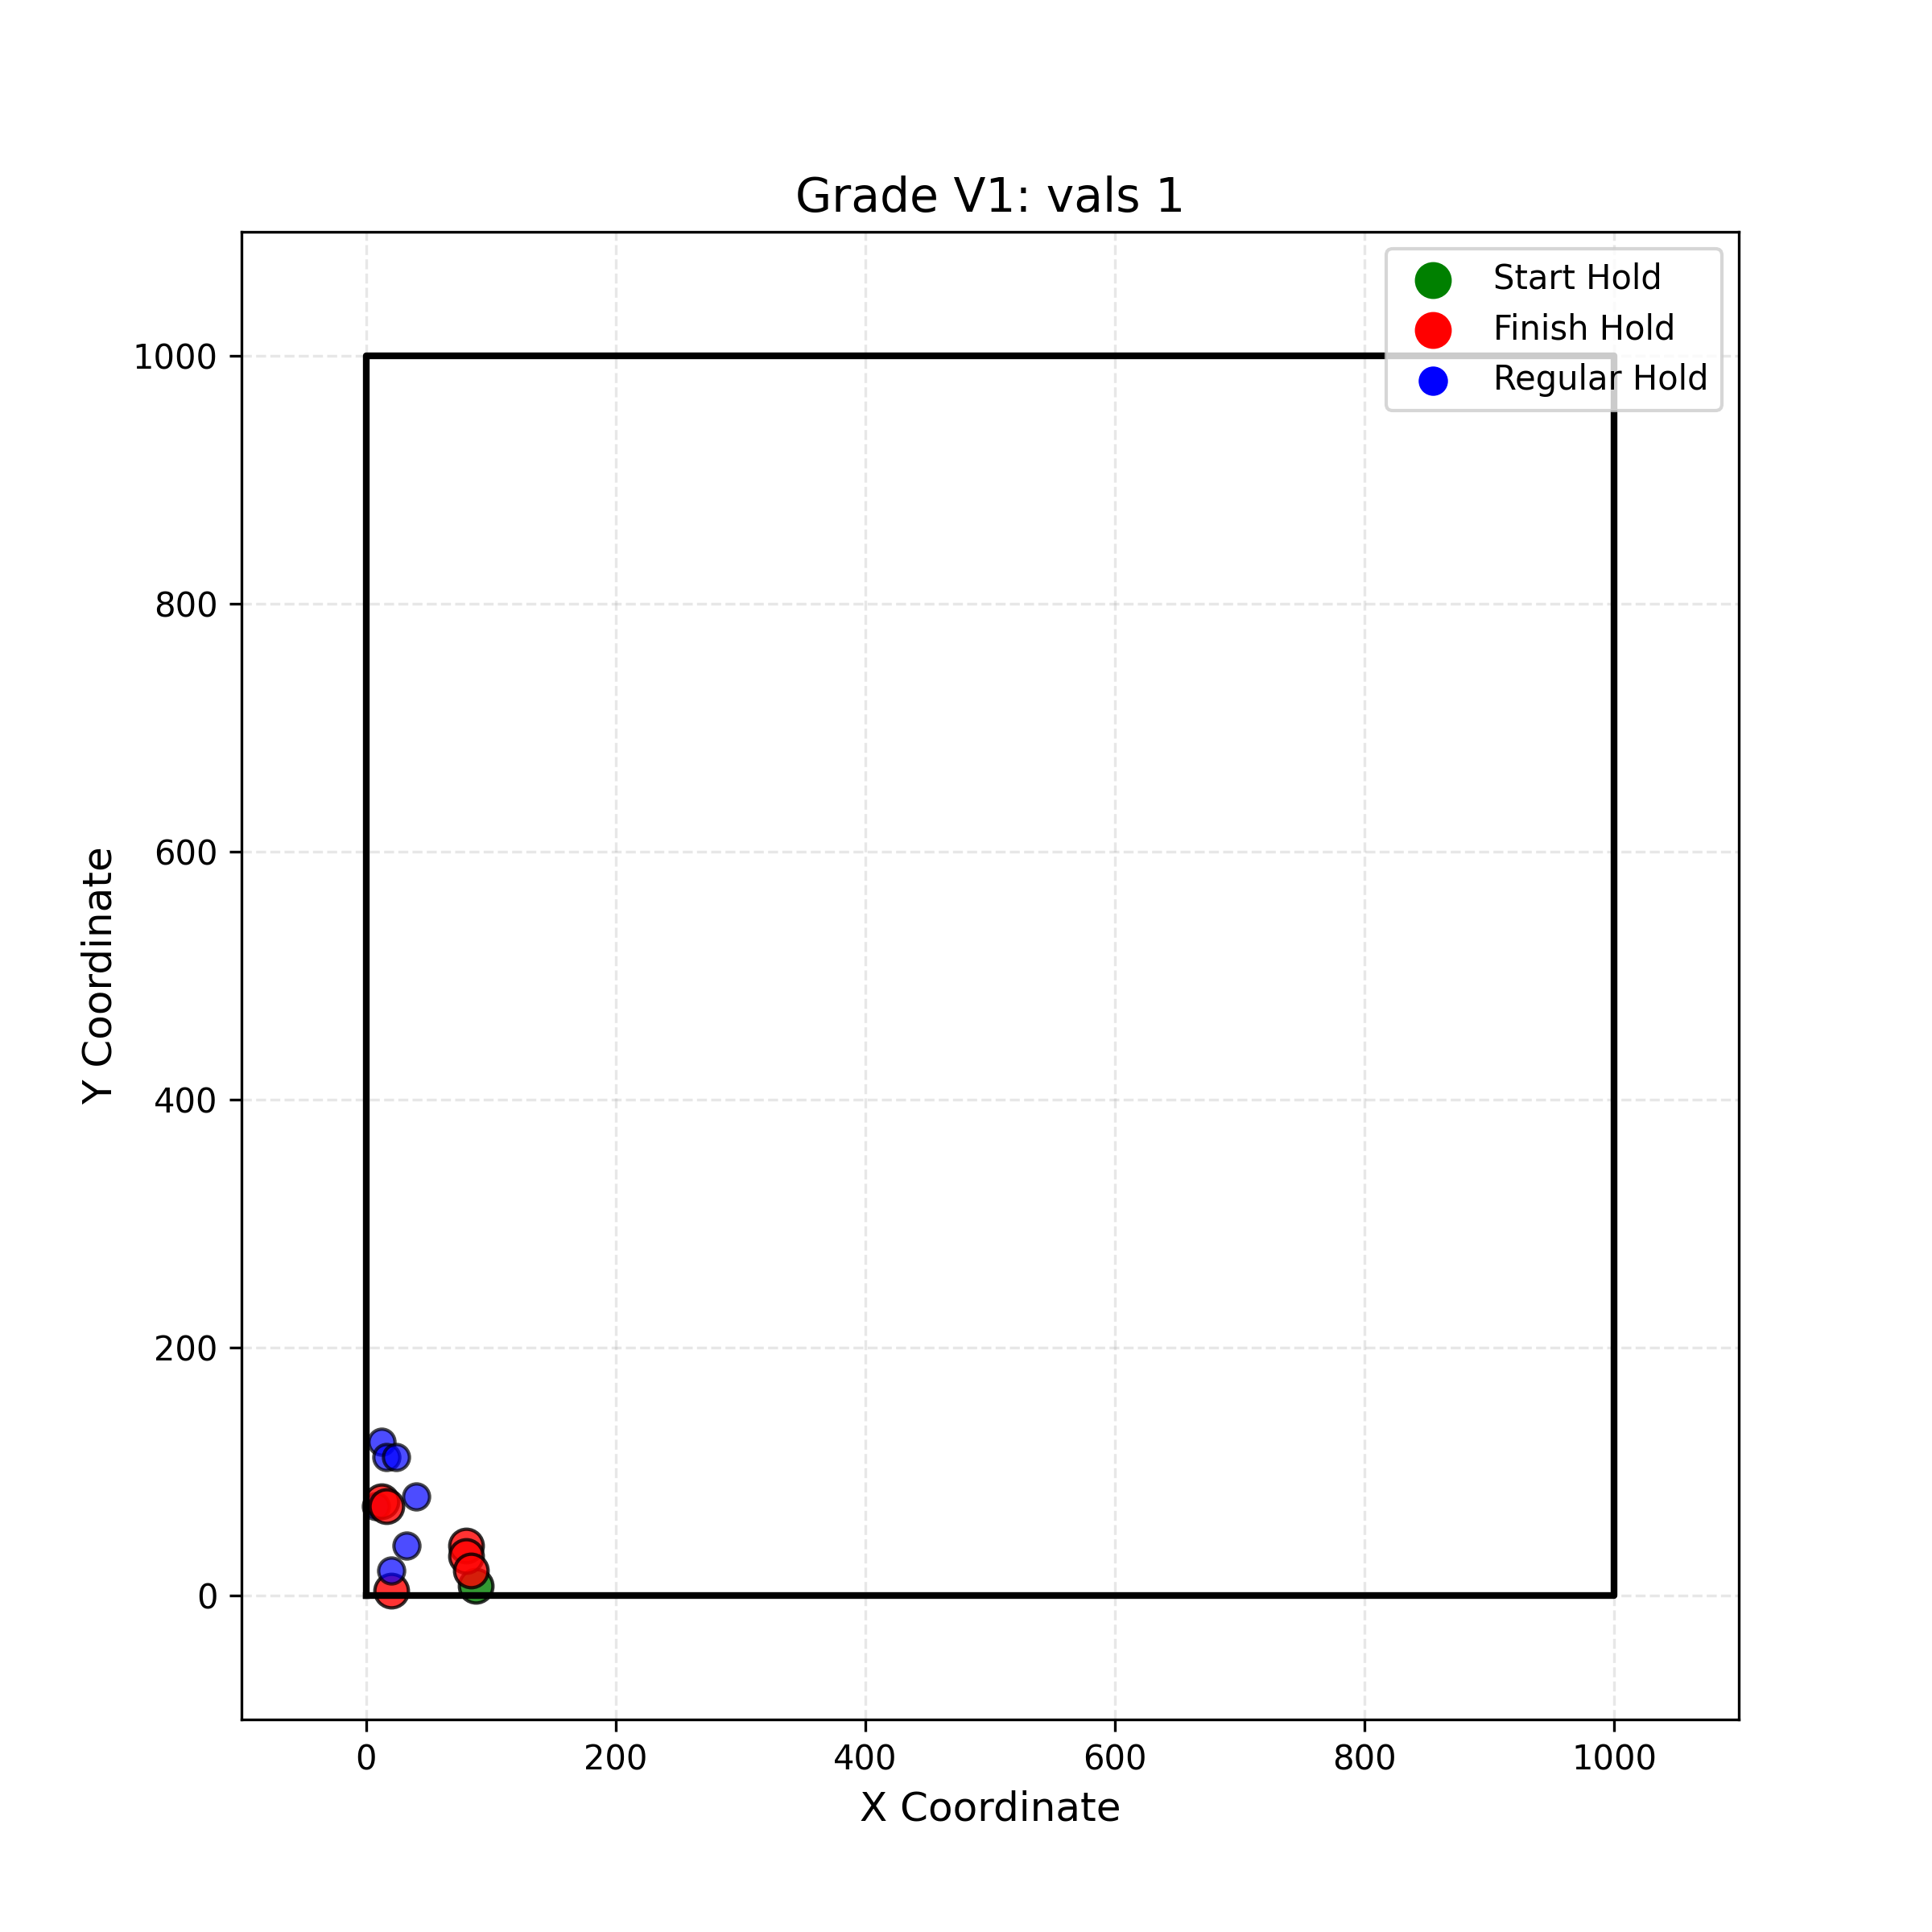 Grade V1: vals 1
Start Hold
Finish Hold
Regular Hold
1000
800
600
400
200
0
Y Coordinate
0 200 400 600 800 1000
X Coordinate